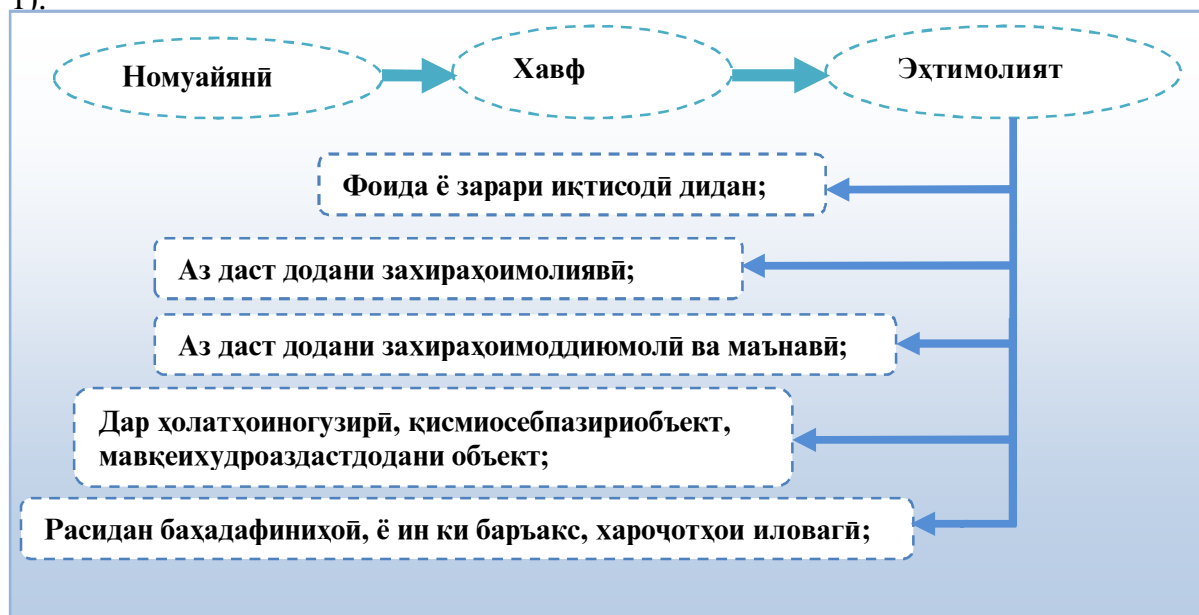 1).
Номуайянӣ
Хавф
Эҳтимолият
Фоида ё зарари иқтисодӣ дидан;
Аз даст додани захираҳоимолиявӣ;
Аз даст додани захираҳоимоддиюмолӣ ва маънавӣ;
Дар ҳолатҳоиногузирӣ, қисмиосебпазириобъект,
мавқеихудроаздастдодани объект;
Расидан баҳадафиниҳоӣ, ё ин ки баръакс, хароҷотҳои иловагӣ;